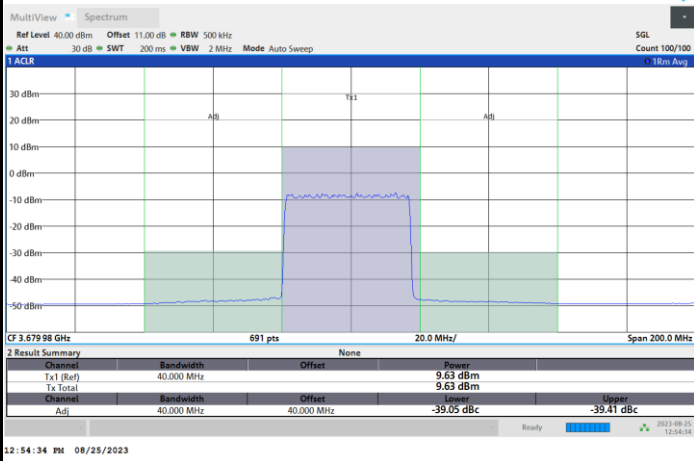 MultiView Spectrum
Ref Level 40.00 dBm Offset 11.00 dB RBW 500 kHz SGL
Att 30 dB SWT 200 ms VBW 2 MHz Mode Auto Sweep Count 100/100
1 ACLR 1Rm Avg
30 dBm
Tx1
20 dBm
Adj Adj
10 dBm
0 dBm
-10 dBm
-20 dBm
-30 dBm
-40 dBm
-50 dBm
CF 3.679 98 GHz 691 pts 20.0 MHz/ Span 200.0 MHz
2 Result Summary None
Channel Bandwidth Offset Power
Tx1 (Ref) 40.000 MHz 9.63 dBm
Tx Total 9.63 dBm
Channel Bandwidth Offset Lower Upper
Adj 40.000 MHz 40.000 MHz -39.05 dBc -39.41 dBc
Ready 2023-08-25
12:54:34
12:54:34 PM 08/25/2023